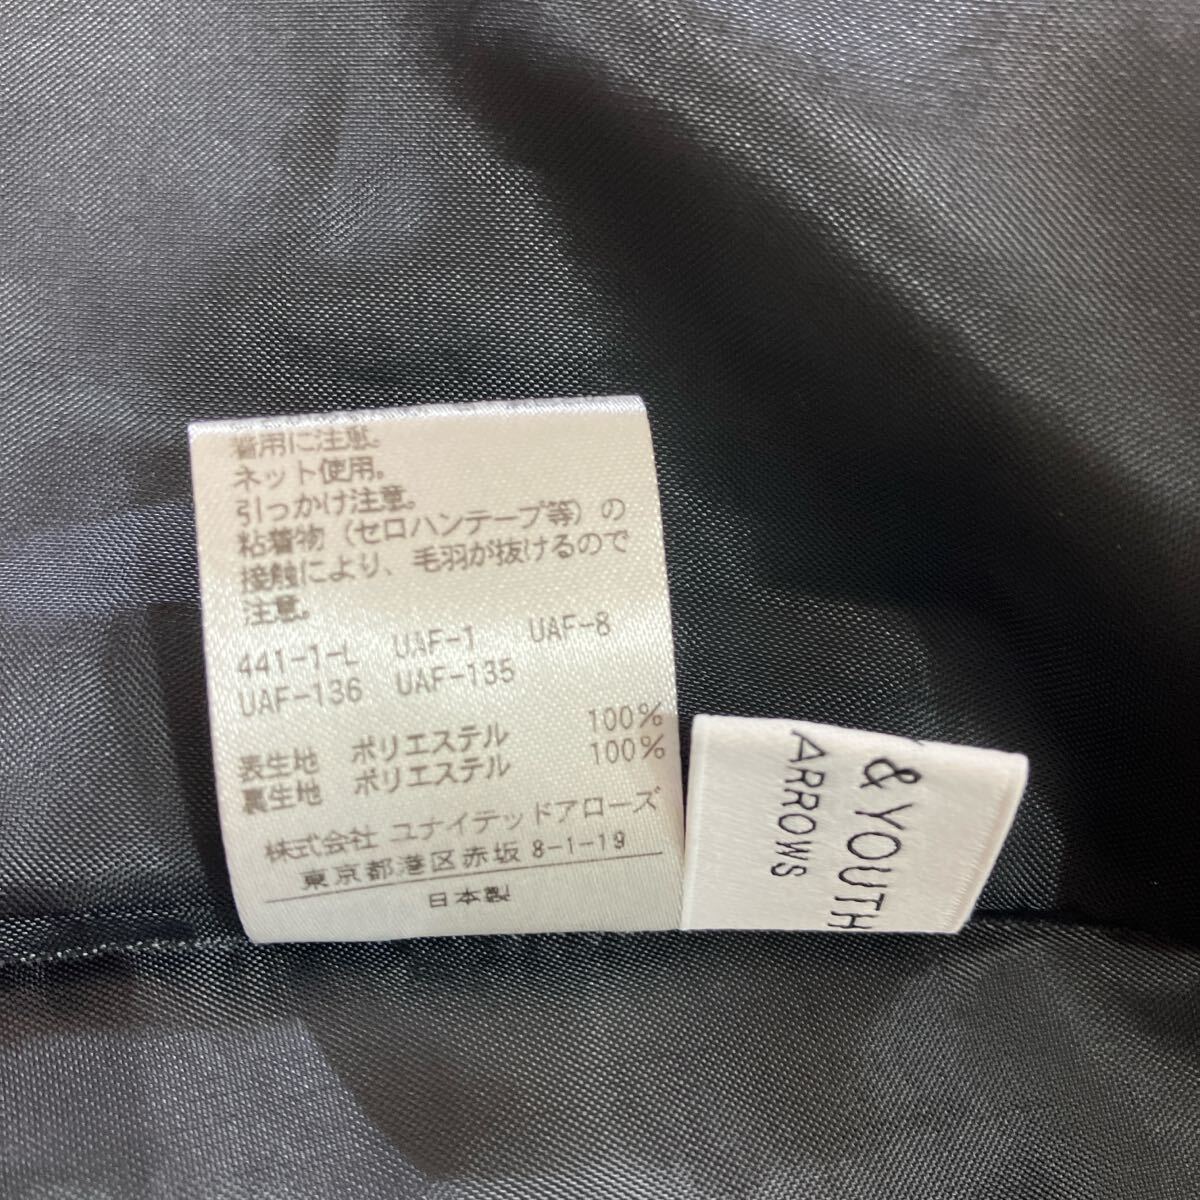 着用に注意。
ネット使用。
引っかけ注意。
粘着物（セロハンテープ等）の
接触により、毛羽が抜けるので
注意。
441-1-L UAF-1 UAF-8
UAF-136 UAF-135
表生地 ポリエステル 100%
裏生地 ポリエステル 100%
株式会社 ユナイテッドアローズ
東京都港区赤坂 8-1-19
日本製
& YOUTH
ARROWS